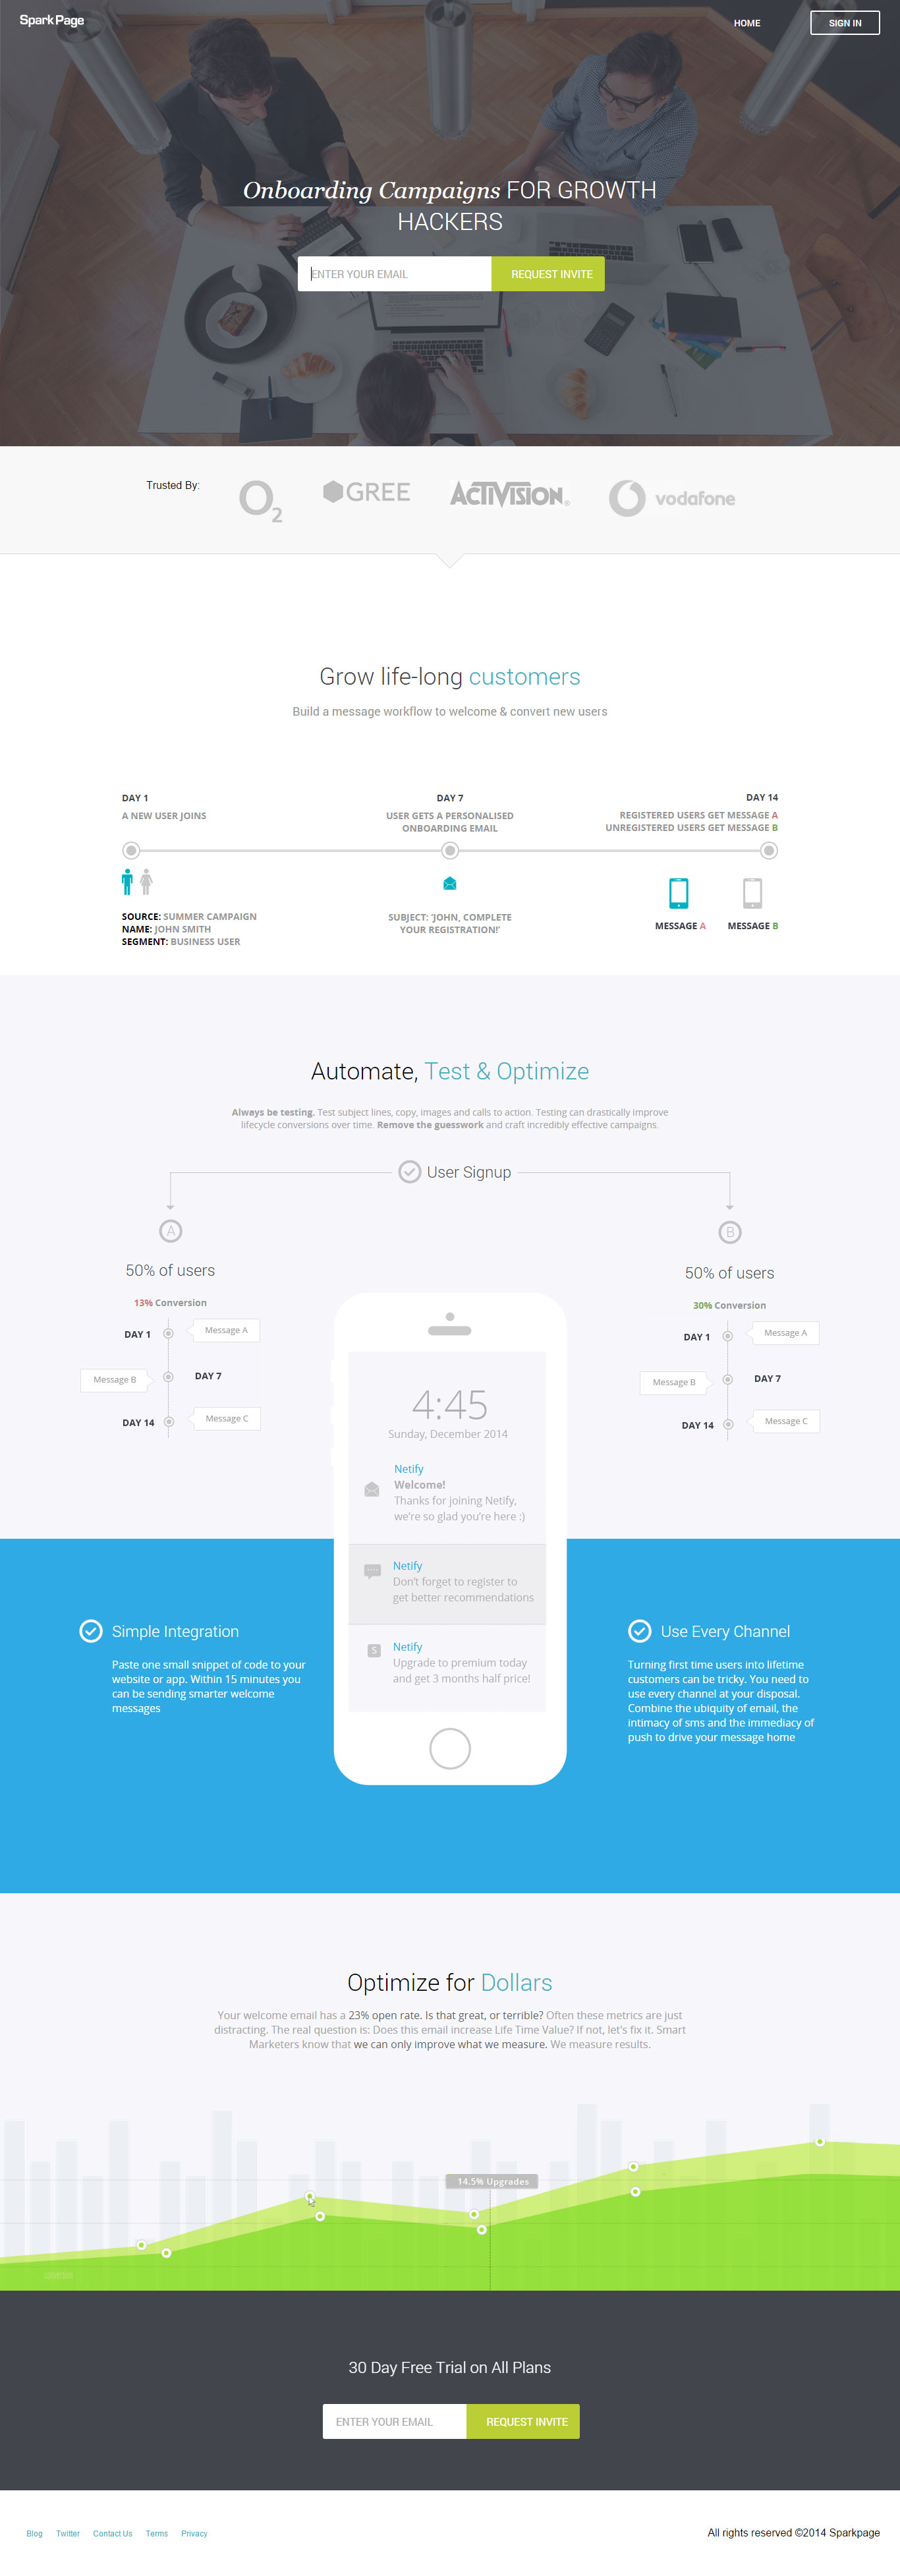 Spark Page
HOME
SIGN IN
Onboarding Campaigns FOR GROWTH
HACKERS
ENTER YOUR EMAIL
REQUEST INVITE
Trusted By:
O2
GREE
ACTIVISION®
vodafone
Grow life-long customers
Build a message workflow to welcome & convert new users
DAY 1
A NEW USER JOINS
DAY 7
USER GETS A PERSONALISED
ONBOARDING EMAIL
DAY 14
REGISTERED USERS GET MESSAGE A
UNREGISTERED USERS GET MESSAGE B
SOURCE: SUMMER CAMPAIGN
NAME: JOHN SMITH
SEGMENT: BUSINESS USER
SUBJECT: 'JOHN, COMPLETE
YOUR REGISTRATION!'
MESSAGE A
MESSAGE B
Automate, Test & Optimize
Always be testing. Test subject lines, copy, images and calls to action. Testing can drastically improve
lifecycle conversions over time. Remove the guesswork and craft incredibly effective campaigns.
User Signup
A
50% of users
13% Conversion
DAY 1
Message A
Message B
DAY 7
DAY 14
Message C
B
50% of users
30% Conversion
DAY 1
Message A
Message B
DAY 7
DAY 14
Message C
4:45
Sunday, December 2014
Netify
Welcome!
Thanks for joining Netify,
we're so glad you're here :)
Netify
Don't forget to register to
get better recommendations
S
Netify
Upgrade to premium today
and get 3 months half price!
Simple Integration
Paste one small snippet of code to your
website or app. Within 15 minutes you
can be sending smarter welcome
messages
Use Every Channel
Turning first time users into lifetime
customers can be tricky. You need to
use every channel at your disposal.
Combine the ubiquity of email, the
intimacy of sms and the immediacy of
push to drive your message home
Optimize for Dollars
Your welcome email has a 23% open rate. Is that great, or terrible? Often these metrics are just
distracting. The real question is: Does this email increase Life Time Value? If not, let's fix it. Smart
Marketers know that we can only improve what we measure. We measure results.
14.5% Upgrades
30 Day Free Trial on All Plans
ENTER YOUR EMAIL
REQUEST INVITE
Blog
Twitter
Contact Us
Terms
Privacy
All rights reserved ©2014 Sparkpage